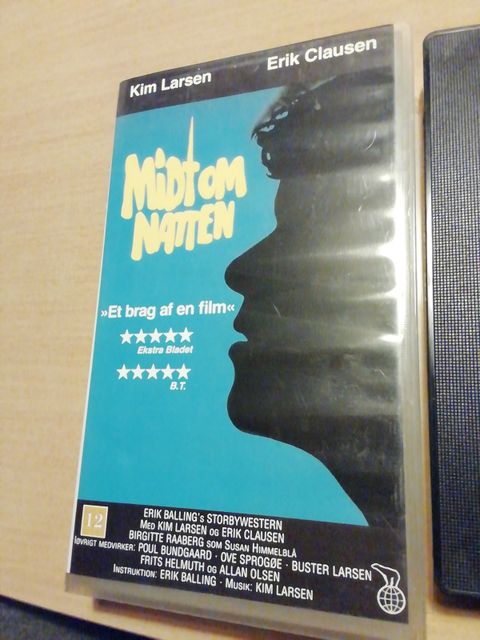 Kim Larsen
Erik Clausen
MIDT OM
NATTEN
»Et brag af en film«
Ekstra Bladet
B.T.
12
ERIK BALLING's STORBYWESTERN
MED KIM LARSEN OG ERIK CLAUSEN
BIRGITTE RAABERG SOM SUSAN HIMMELBLÅ
IØVRIGT MEDVIRKER: POUL BUNDGAARD · OVE SPROGØE · BUSTER LARSEN
FRITS HELMUTH OG ALLAN OLSEN
INSTRUKTION: ERIK BALLING · MUSIK: KIM LARSEN